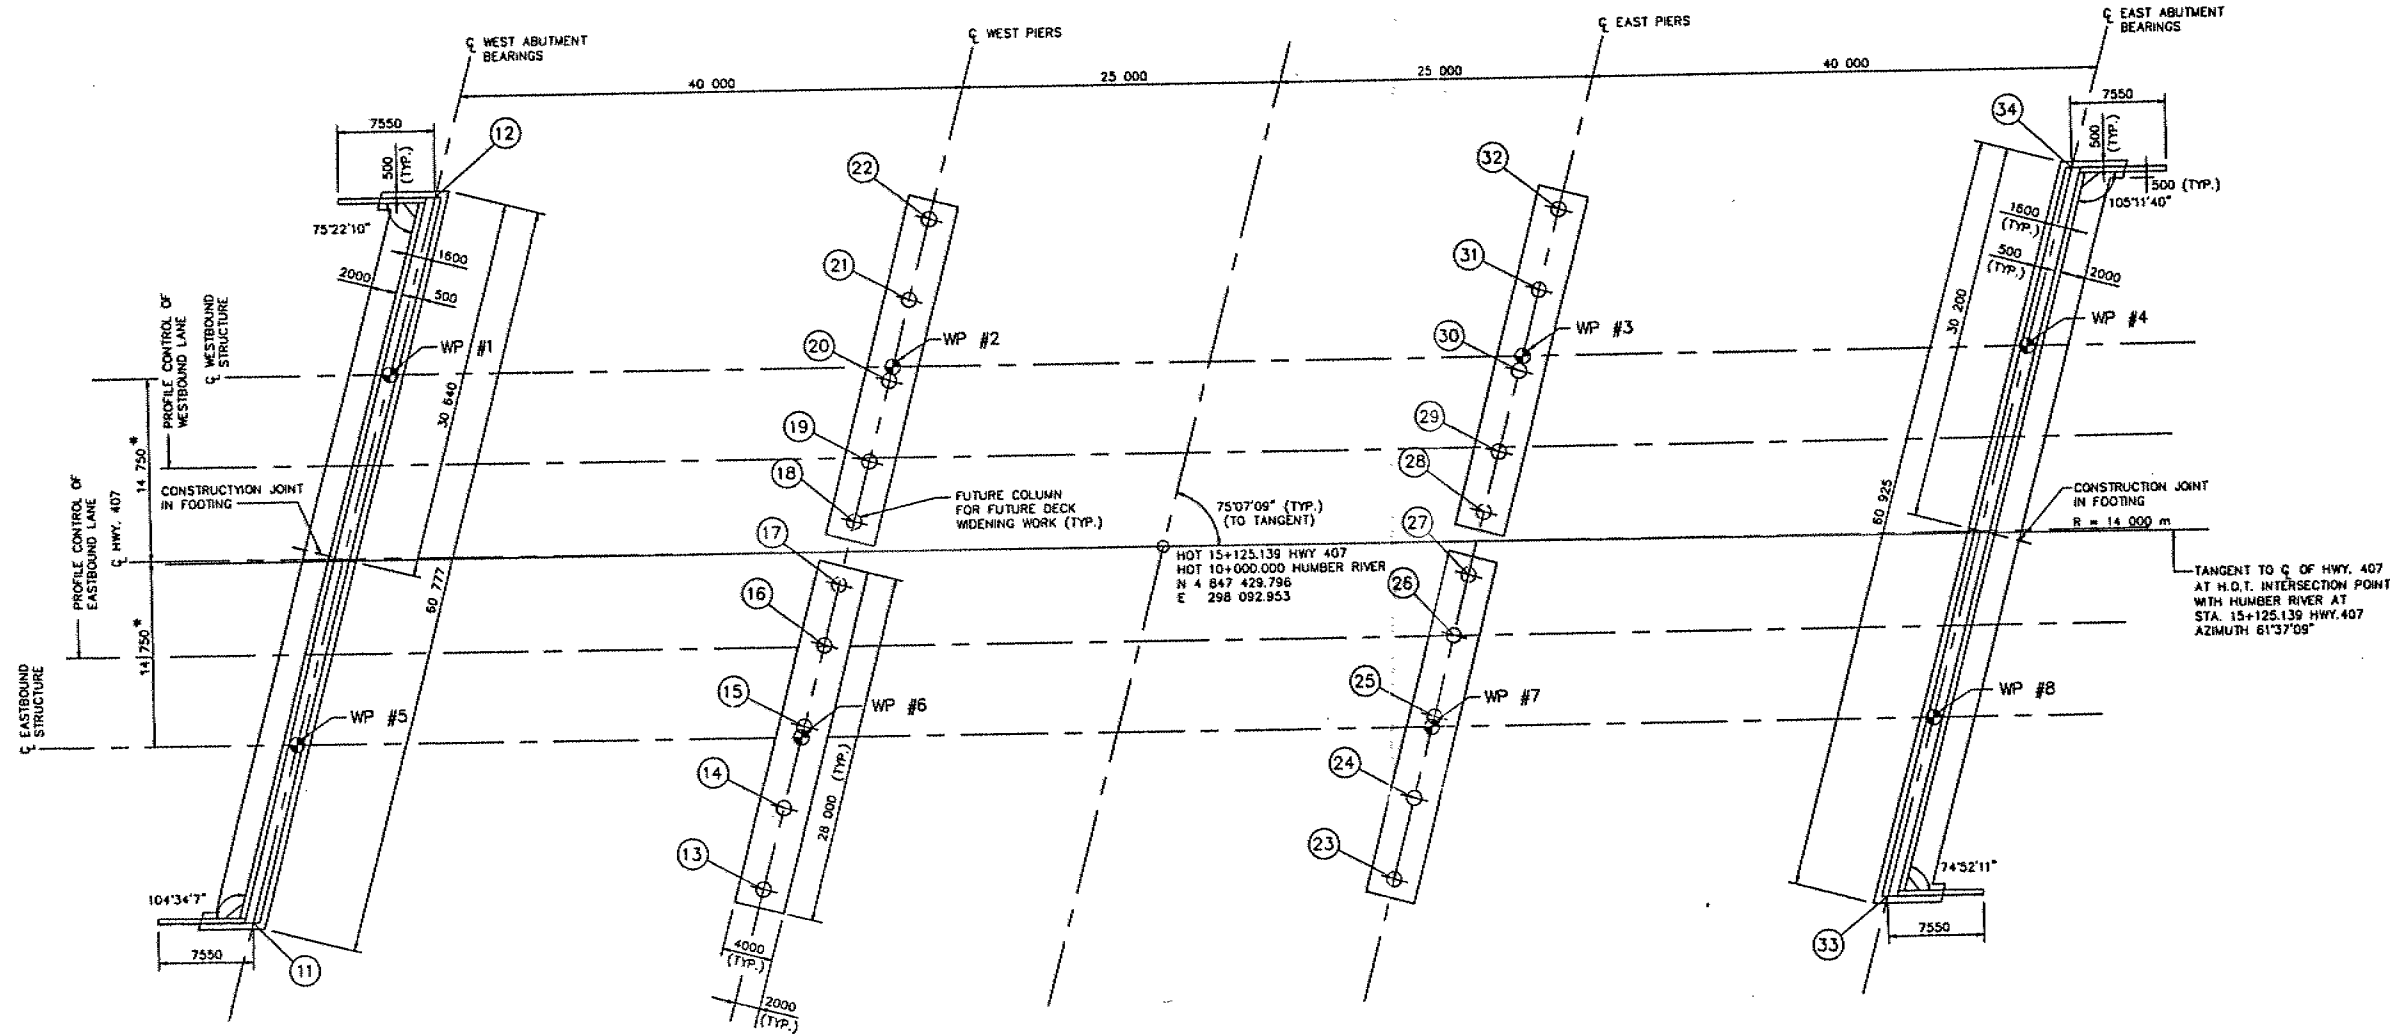 ℄ WEST ABUTMENT
BEARINGS
℄ WEST PIERS
℄ EAST PIERS
℄ EAST ABUTMENT
BEARINGS
40 000
25 000
25 000
40 000
7550
12
500
(TYP.)
75°22'10"
1600
2000
500
22
21
20
19
18
WP #1
WP #2
32
31
30
29
28
WP #3
34
7550
500
(TYP.)
500 (TYP.)
105°11'40"
1600
(TYP.)
500
(TYP.)
2000
30 200
WP #4
PROFILE CONTROL OF
WESTBOUND LANE
℄ WESTBOUND
STRUCTURE
14 750*
30 640
CONSTRUCTYION JOINT
IN FOOTING
FUTURE COLUMN
FOR FUTURE DECK
WIDENING WORK (TYP.)
75°07'09" (TYP.)
(TO TANGENT)
60 925
CONSTRUCTION JOINT
IN FOOTING
R = 14 000 m
PROFILE CONTROL OF
EASTBOUND LANE
℄ HWY. 407
14 750*
60 777
17
16
15
14
13
WP #6
HOT 15+125.139 HWY 407
HOT 10+000.000 HUMBER RIVER
N 4 847 429.796
E 298 092.953
27
26
25
24
23
WP #7
TANGENT TO ℄ OF HWY. 407
AT H.O.T. INTERSECTION POINT
WITH HUMBER RIVER AT
STA. 15+125.139 HWY.407
AZIMUTH 61°37'09"
℄ EASTBOUND
STRUCTURE
WP #5
WP #8
28 000 (TYP.)
104°34'7"
7550
11
4000
(TYP.)
2000
(TYP.)
74°52'11"
7550
33